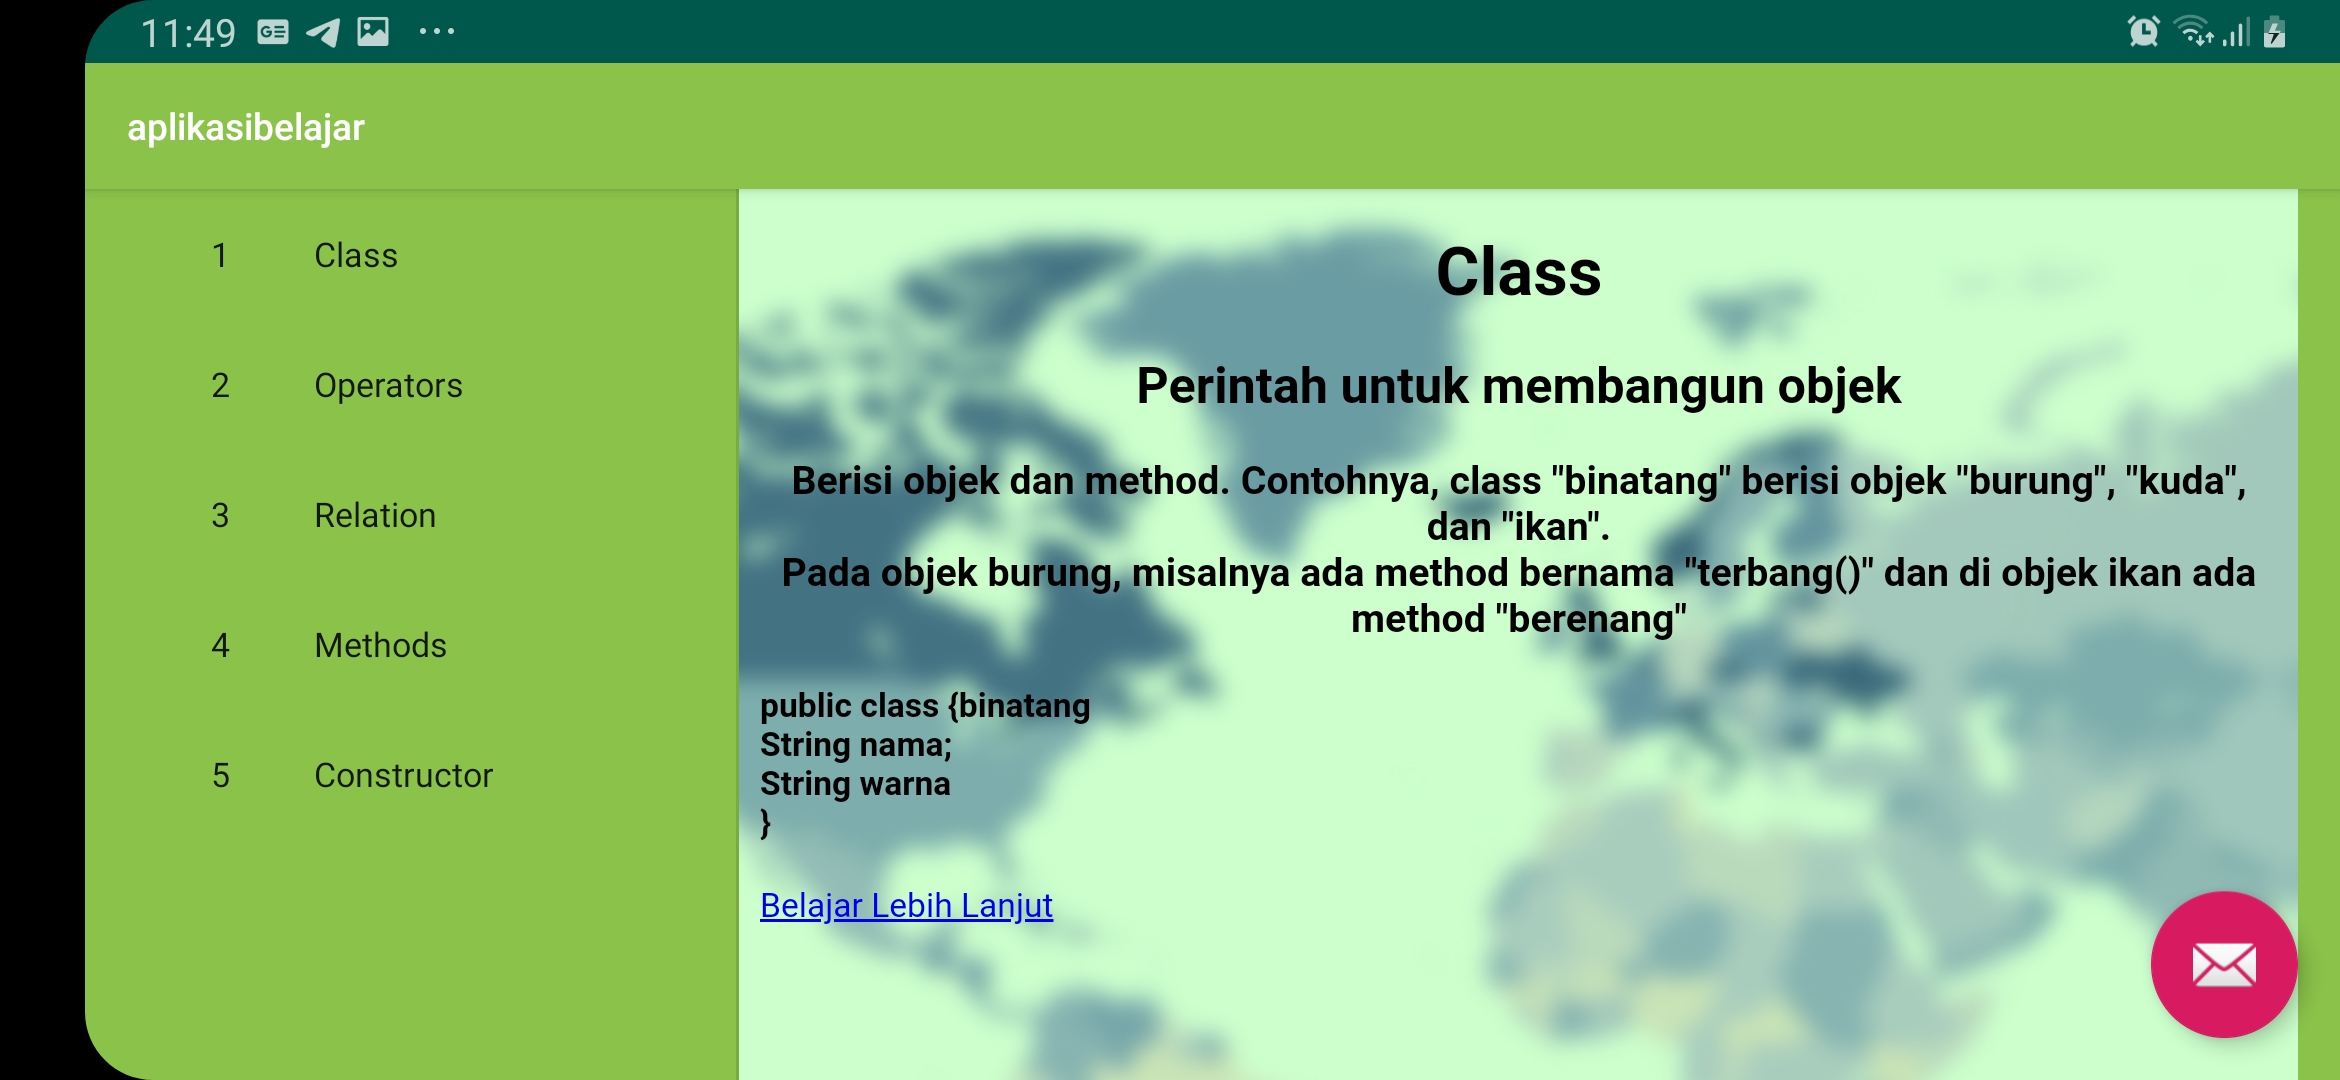 11:49
aplikasibelajar
1 Class
2 Operators
3 Relation
4 Methods
5 Constructor
Class
Perintah untuk membangun objek
Berisi objek dan method. Contohnya, class "binatang" berisi objek "burung", "kuda",
dan "ikan".
Pada objek burung, misalnya ada method bernama "terbang()" dan di objek ikan ada
method "berenang"
public class {binatang
String nama;
String warna
}
Belajar Lebih Lanjut